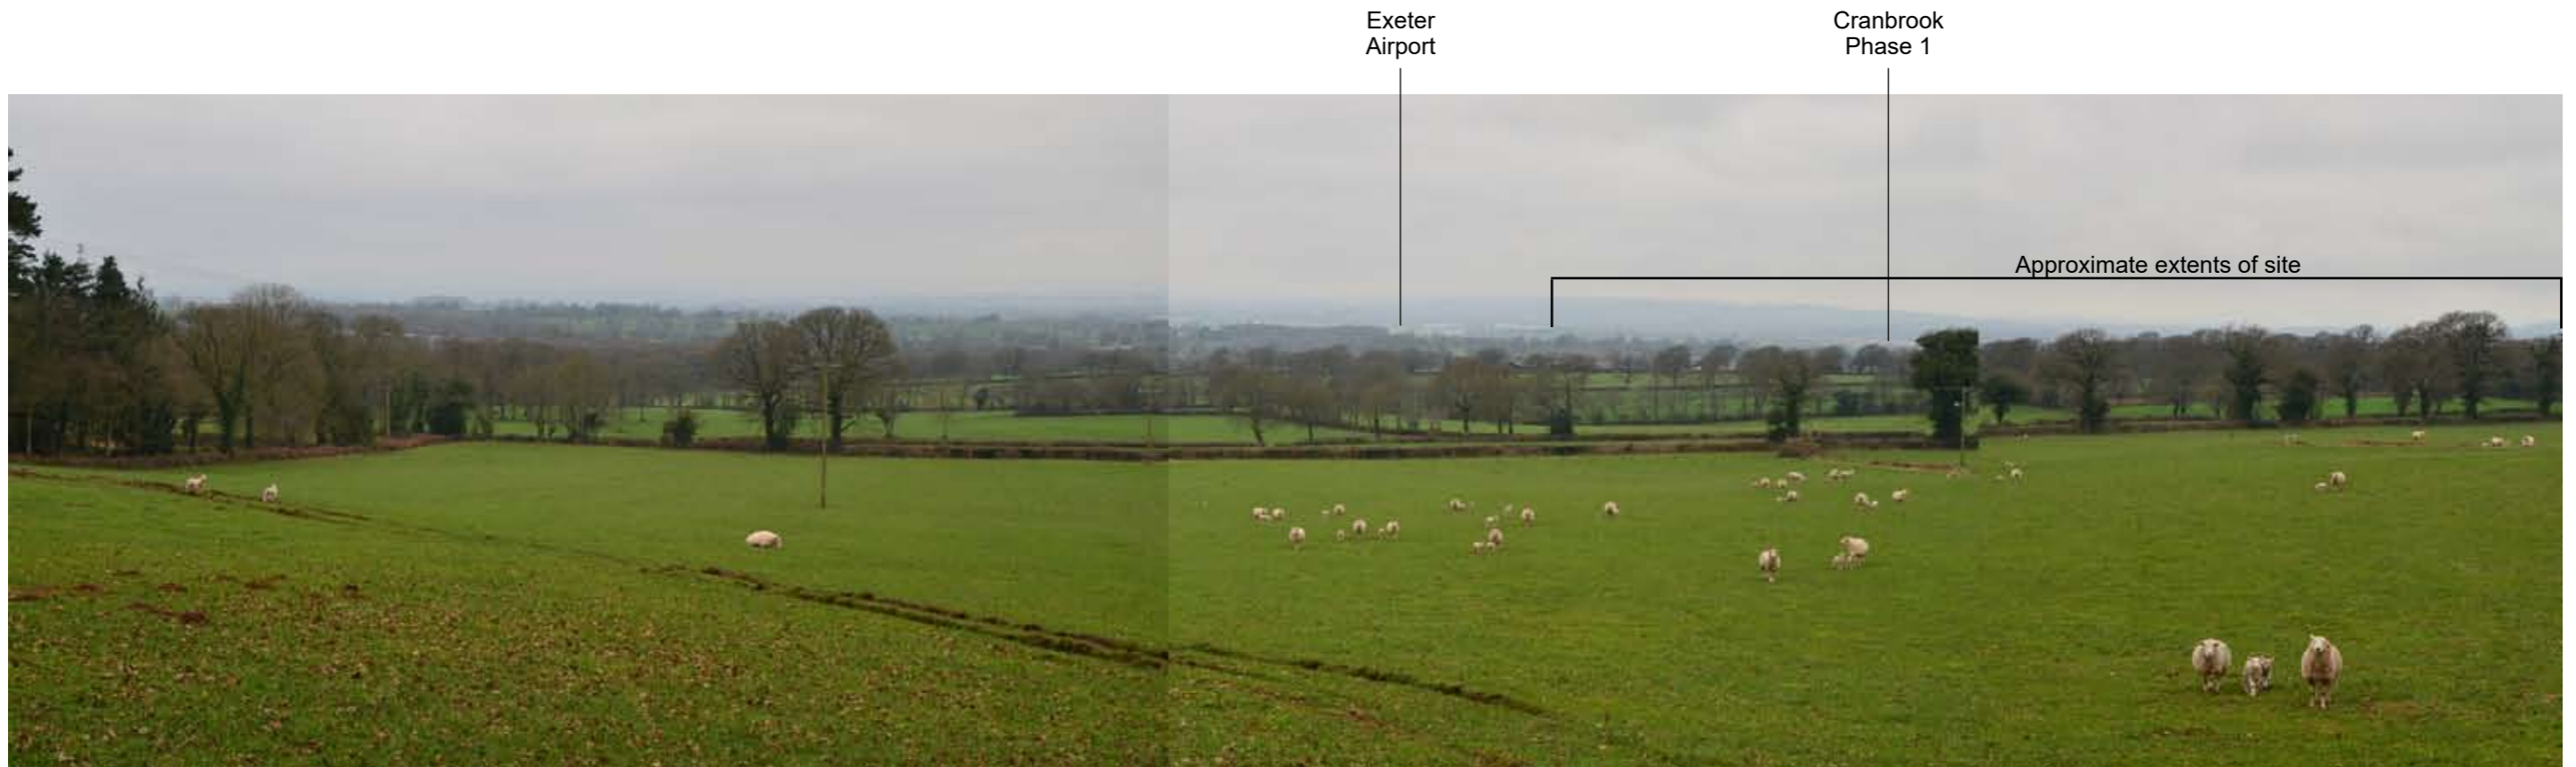 Exeter
Airport
Cranbrook
Phase 1
Approximate extents of site